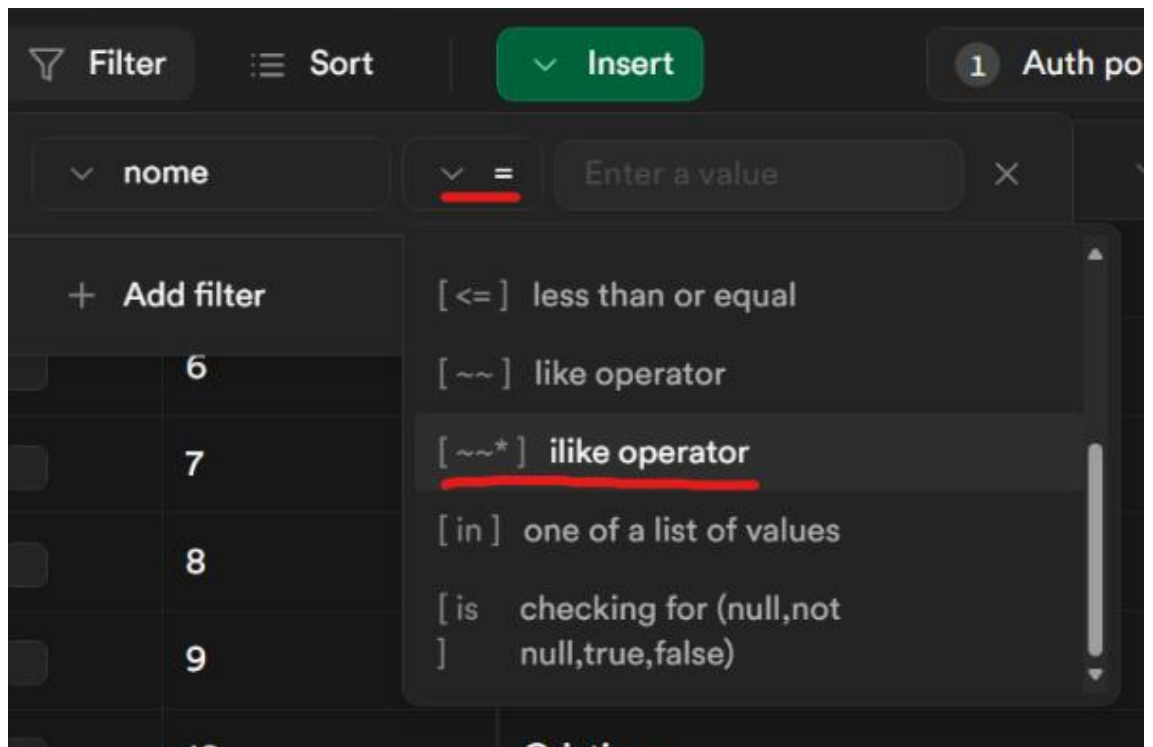 Filter Sort Insert 1 Auth po
nome = Enter a value
+ Add filter
[<=] less than or equal
6
[~~] like operator
[~~*] ilike operator
7
[in] one of a list of values
8
[is] checking for (null,not
null,true,false)
9